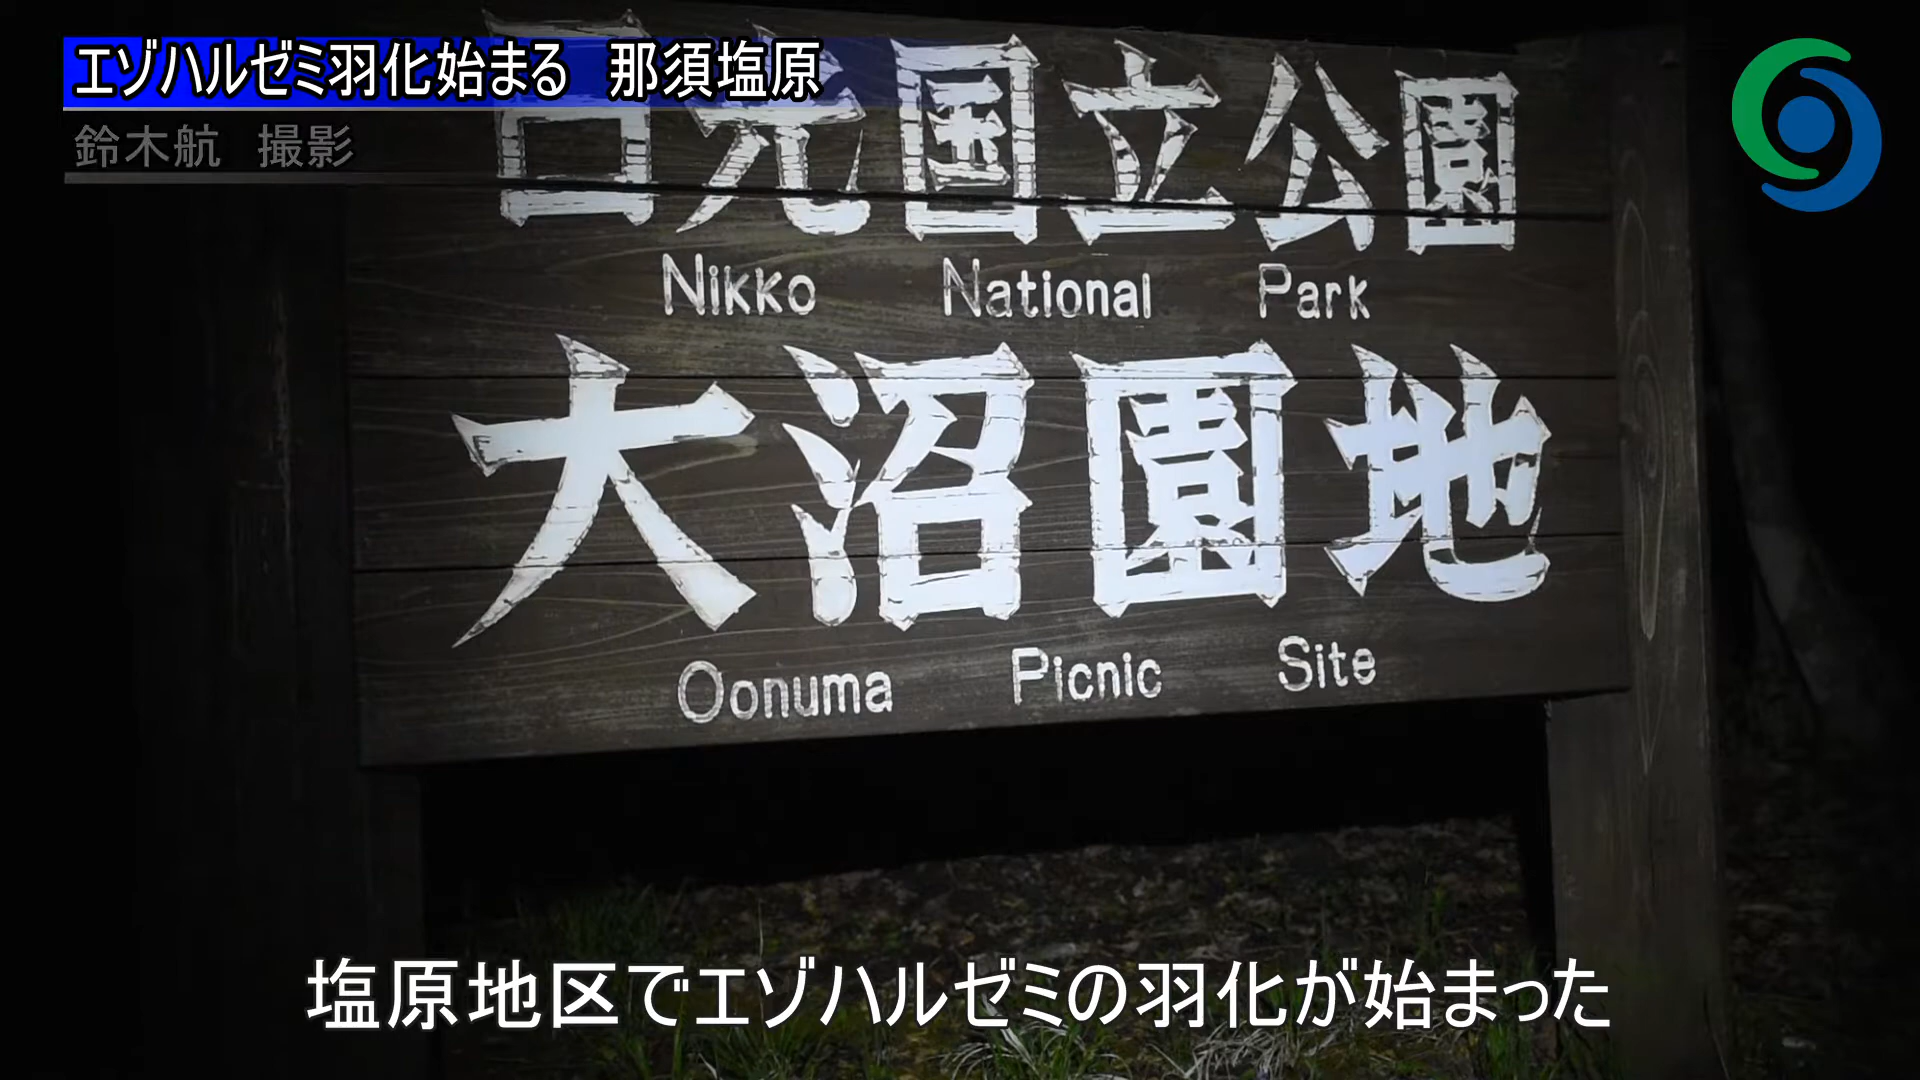 エゾハルゼミ羽化始まる　那須塩原
鈴木航　撮影
日光国立公園
Nikko National Park
大沼園地
Oonuma Picnic Site
塩原地区でエゾハルゼミの羽化が始まった